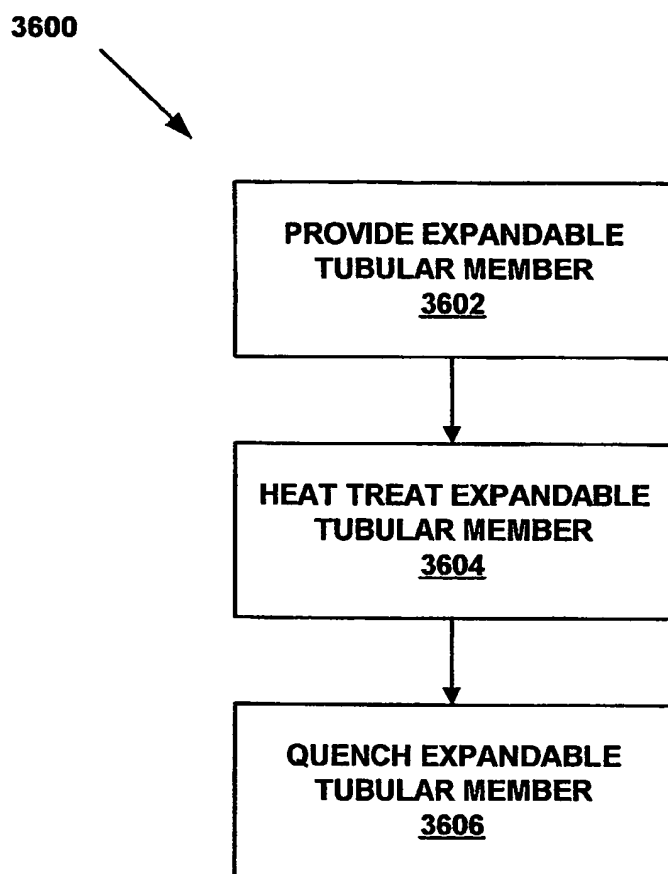 3600
PROVIDE EXPANDABLE
TUBULAR MEMBER
3602
HEAT TREAT EXPANDABLE
TUBULAR MEMBER
3604
QUENCH EXPANDABLE
TUBULAR MEMBER
3606